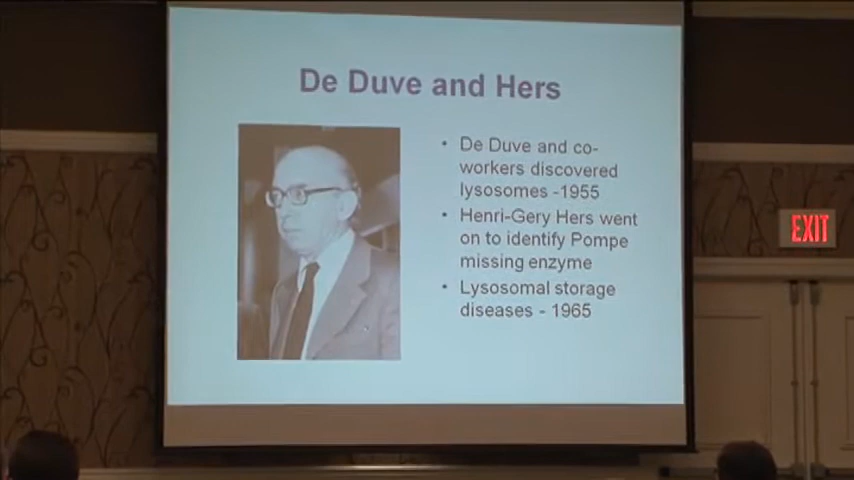 De Duve and Hers
• De Duve and co-
workers discovered
lysosomes -1955
• Henri-Gery Hers went
on to identify Pompe
missing enzyme
• Lysosomal storage
diseases - 1965
EXIT